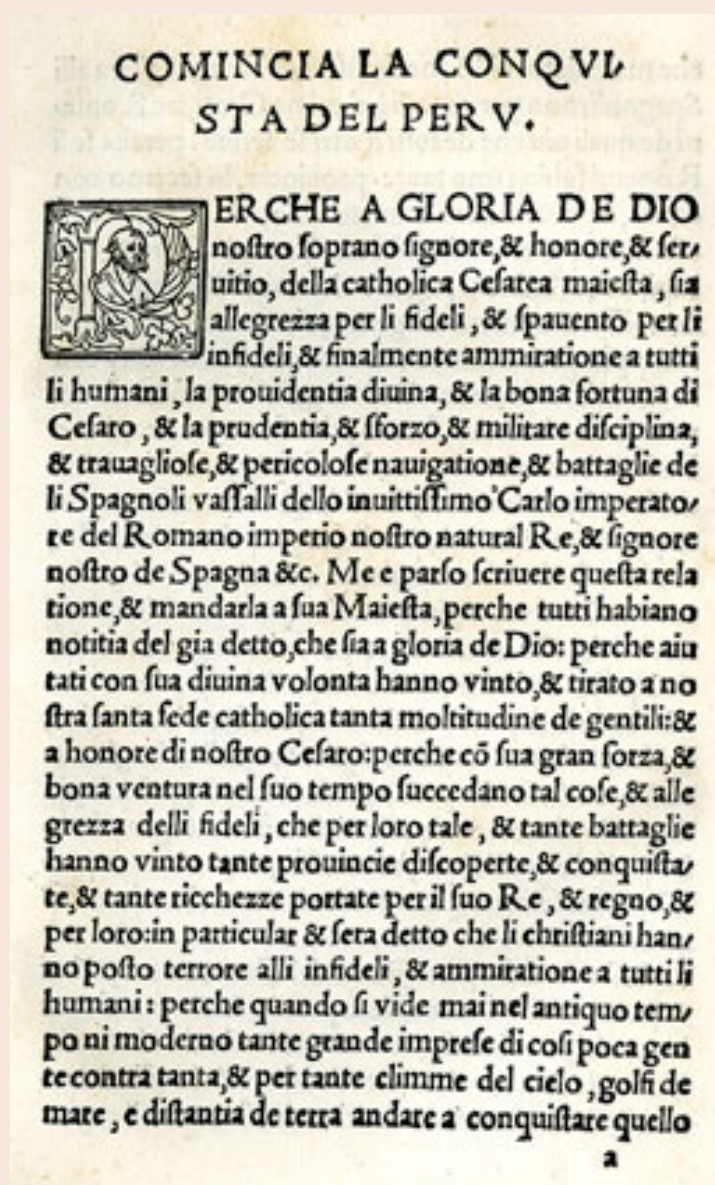 COMINCIA LA CONQVI-
STA DEL PERV.
PERCHE A GLORIA DE DIO
noſtro ſoprano ſignore,& honore,& ſer-
uitio, della catholica Ceſarea maieſta, ſia
allegrezza per li fideli, & ſpauento per li
infideli,& finalmente ammiratione a tutti
li humani, la prouidentia diuina, & la bona fortuna di
Ceſaro, & la prudentia,& ſforzo,& militare diſciplina,
& trauaglioſe,& pericoloſe nauigatione,& battaglie de
li Spagnoli vaſſalli dello inuittiſſimo Carlo imperato-
re del Romano imperio noſtro natural Re,& ſignore
noſtro de Spagna &c. Me e parſo ſcriuere queſta rela
tione,& mandarla a ſua Maieſta, perche tutti habiano
notitia del gia detto,che ſia a gloria de Dio: perche aiu
tati con ſua diuina volonta hanno vinto,& tirato a no
ſtra ſanta fede catholica tanta moltitudine de gentili:&
a honore di noſtro Ceſaro:perche cō ſua gran forza,&
bona ventura nel ſuo tempo ſuccedano tal coſe,& alle
grezza delli fideli, che per loro tale, & tante battaglie
hanno vinto tante prouincie diſcoperte,& conquiſta-
te,& tante ricchezze portate per il ſuo Re, & regno,&
per loro:in particular & ſera detto che li chriſtiani han-
no poſto terrore alli infideli, & ammiratione a tutti li
humani: perche quando ſi vide mai nel antiquo tem-
po ni moderno tante grande impreſe di coſi poca gen
te contra tanta,& per tante climme del cielo, golfi de
mare, e diſtantia de terra andare a conquiſtare quello
a